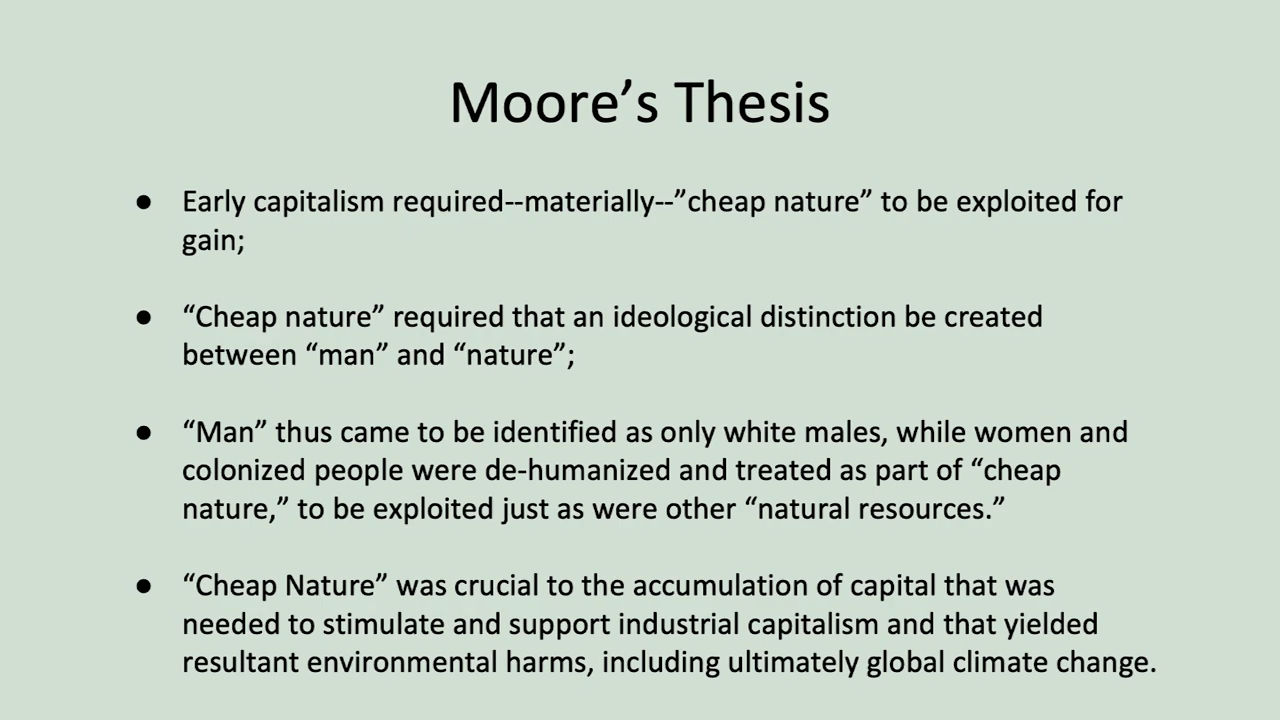 Moore’s Thesis
● Early capitalism required--materially--”cheap nature” to be exploited for
gain;
● “Cheap nature” required that an ideological distinction be created
between “man” and “nature”;
● “Man” thus came to be identified as only white males, while women and
colonized people were de-humanized and treated as part of “cheap
nature,” to be exploited just as were other “natural resources.”
● “Cheap Nature” was crucial to the accumulation of capital that was
needed to stimulate and support industrial capitalism and that yielded
resultant environmental harms, including ultimately global climate change.